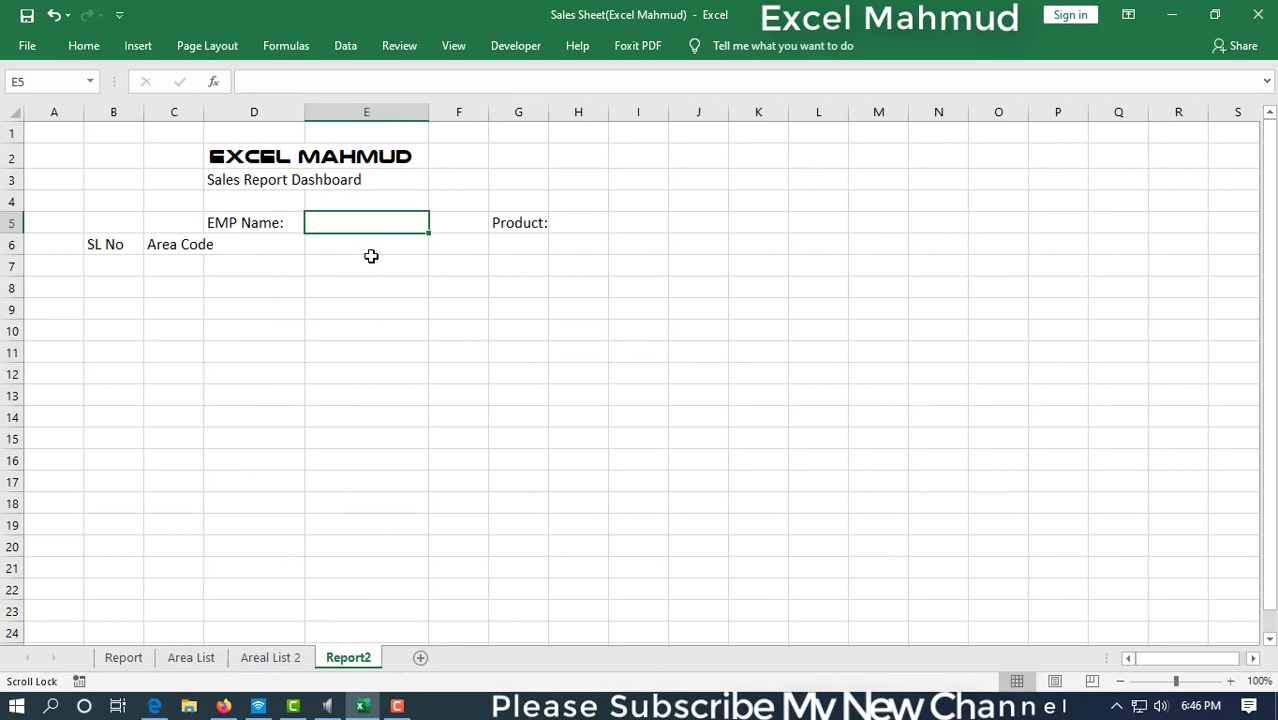 Sales Sheet(Excel Mahmud) - Excel
Excel Mahmud
Sign in
File Home Insert Page Layout Formulas Data Review View Developer Help Foxit PDF Tell me what you want to do Share
E5 fx
A B C D E F G H I J K L M N O P Q R S
1
2 EXCEL MAHMUD
3 Sales Report Dashboard
4
5 EMP Name: Product:
6 SL No Area Code
7
8
9
10
11
12
13
14
15
16
17
18
19
20
21
22
23
24
Report Area List Areal List 2 Report2
Scroll Lock 100%
Please Subscribe My New Channel
6:46 PM